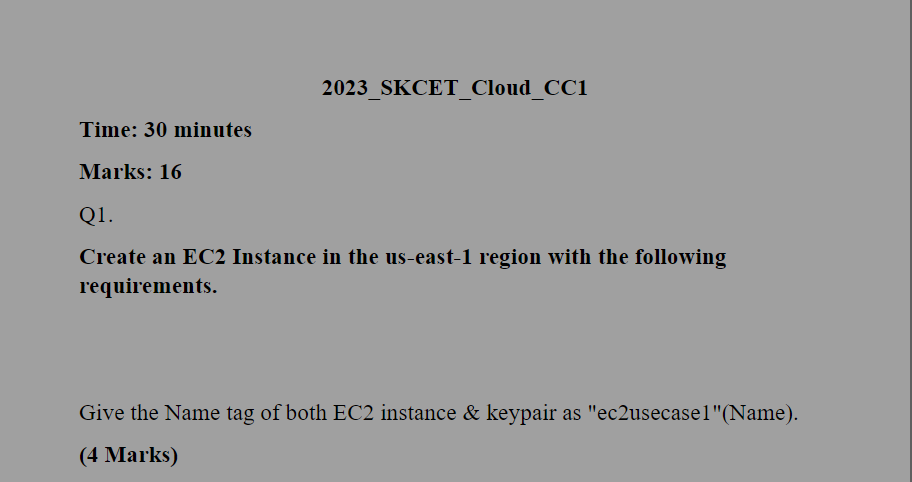 2023_SKCET_Cloud_CC1
Time: 30 minutes
Marks: 16
Q1.
Create an EC2 Instance in the us-east-1 region with the following
requirements.
Give the Name tag of both EC2 instance & keypair as "ec2usecase1"(Name).
(4 Marks)